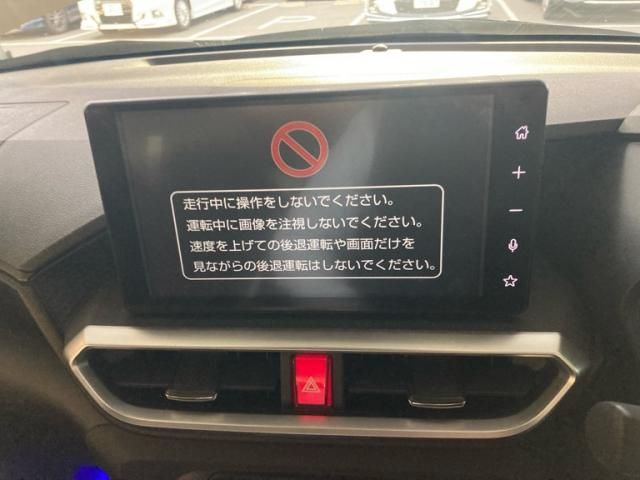 走行中に操作をしないでください。
運転中に画像を注視しないでください。
速度を上げての後退運転や画面だけを
見ながらの後退運転はしないでください。